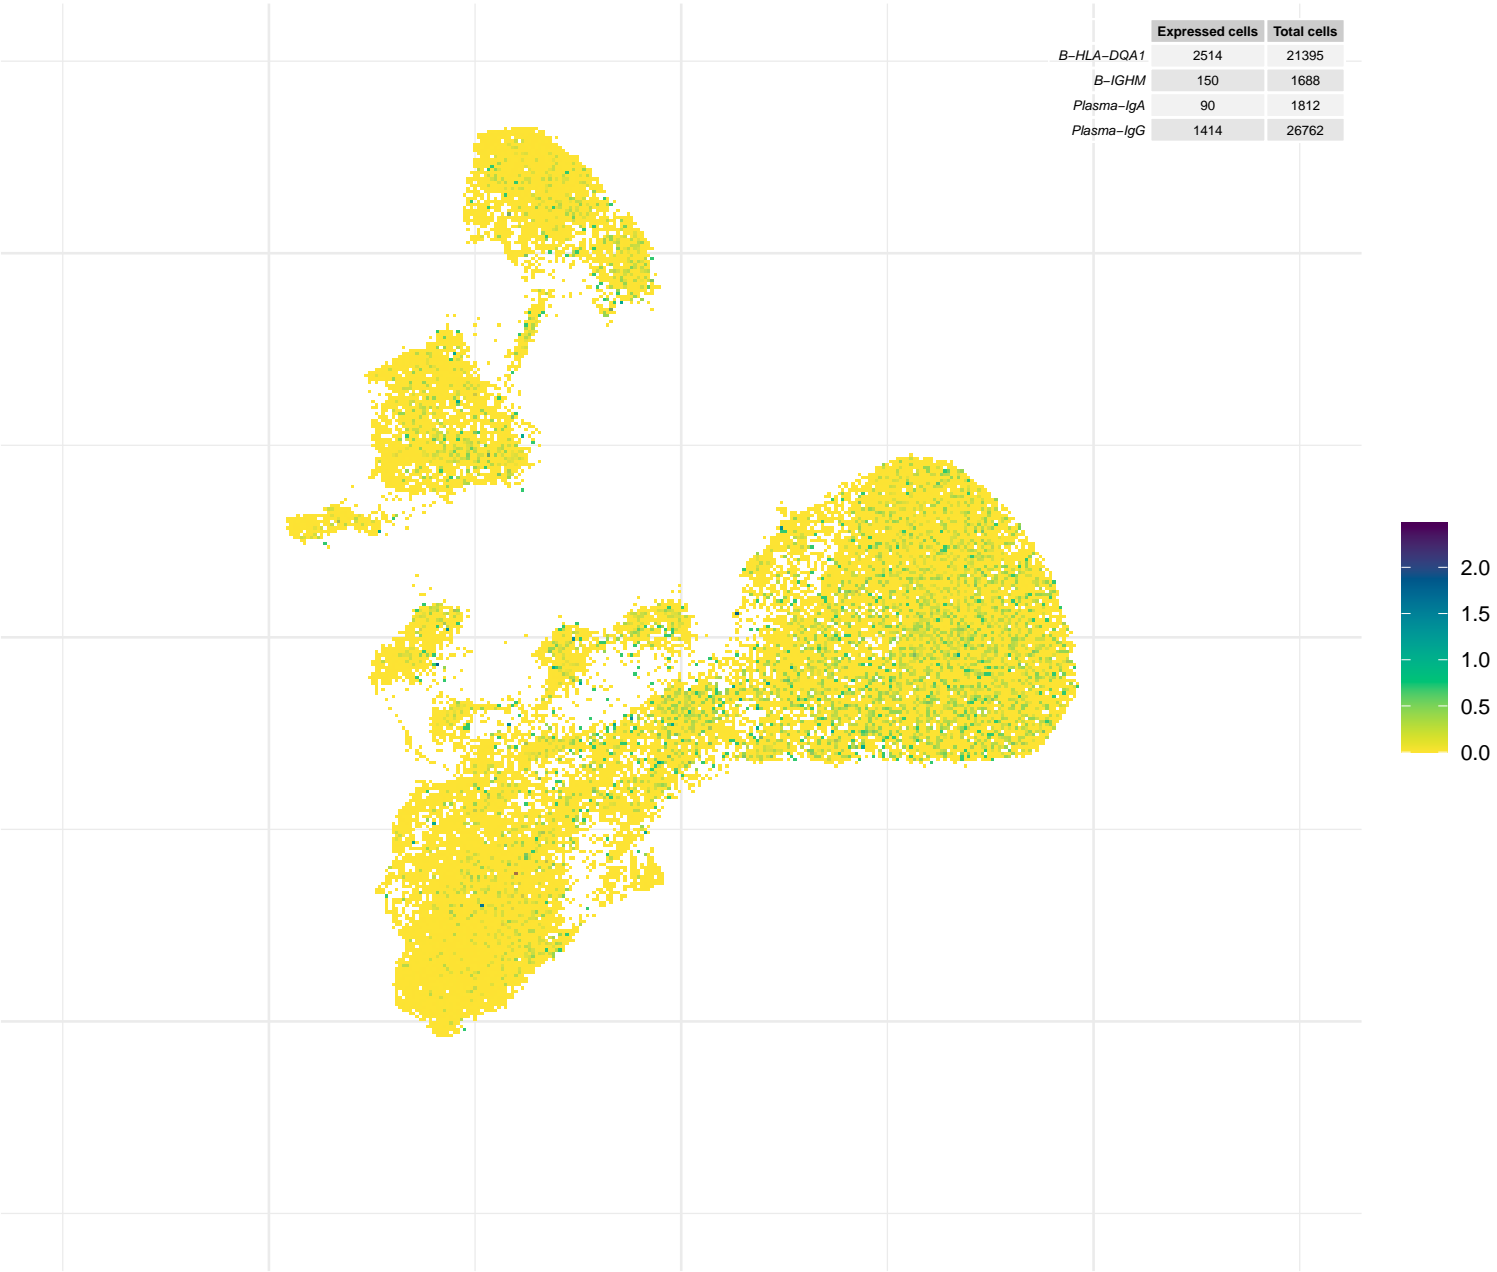 Expressed cells Total cells
B−HLA−DQA1 2514 21395
B−IGHM 150 1688
Plasma−IgA 90 1812
Plasma−IgG 1414 26762
2.0
1.5
1.0
0.5
0.0